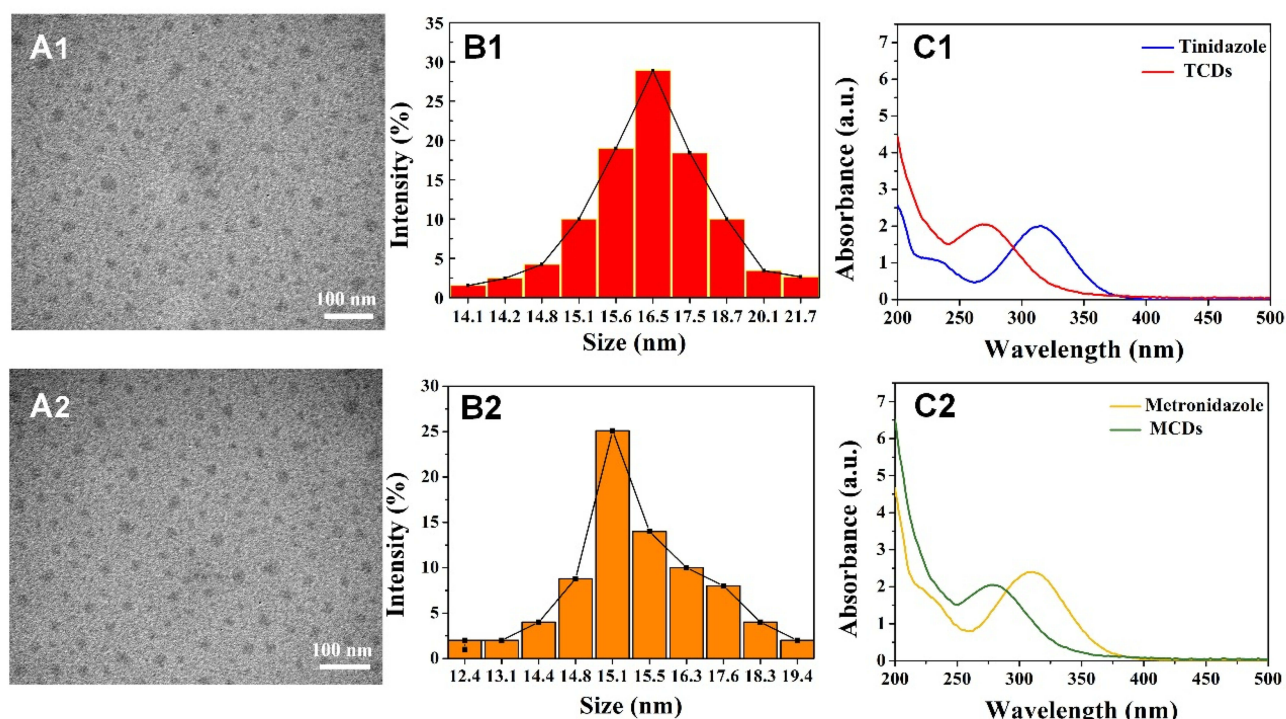 A1
100 nm
B1
Intensity (%)
35
30
25
20
15
10
5
0
14.1 14.2 14.8 15.1 15.6 16.5 17.5 18.7 20.1 21.7
Size (nm)
C1
Tinidazole
TCDs
Absorbance (a.u.)
7
6
5
4
3
2
1
0
200 250 300 350 400 450 500
Wavelength (nm)
A2
100 nm
B2
Intensity (%)
30
25
20
15
10
5
0
12.4 13.1 14.4 14.8 15.1 15.5 16.3 17.6 18.3 19.4
Size (nm)
C2
Metronidazole
MCDs
Absorbance (a.u.)
7
6
5
4
3
2
1
0
200 250 300 350 400 450 500
Wavelength (nm)